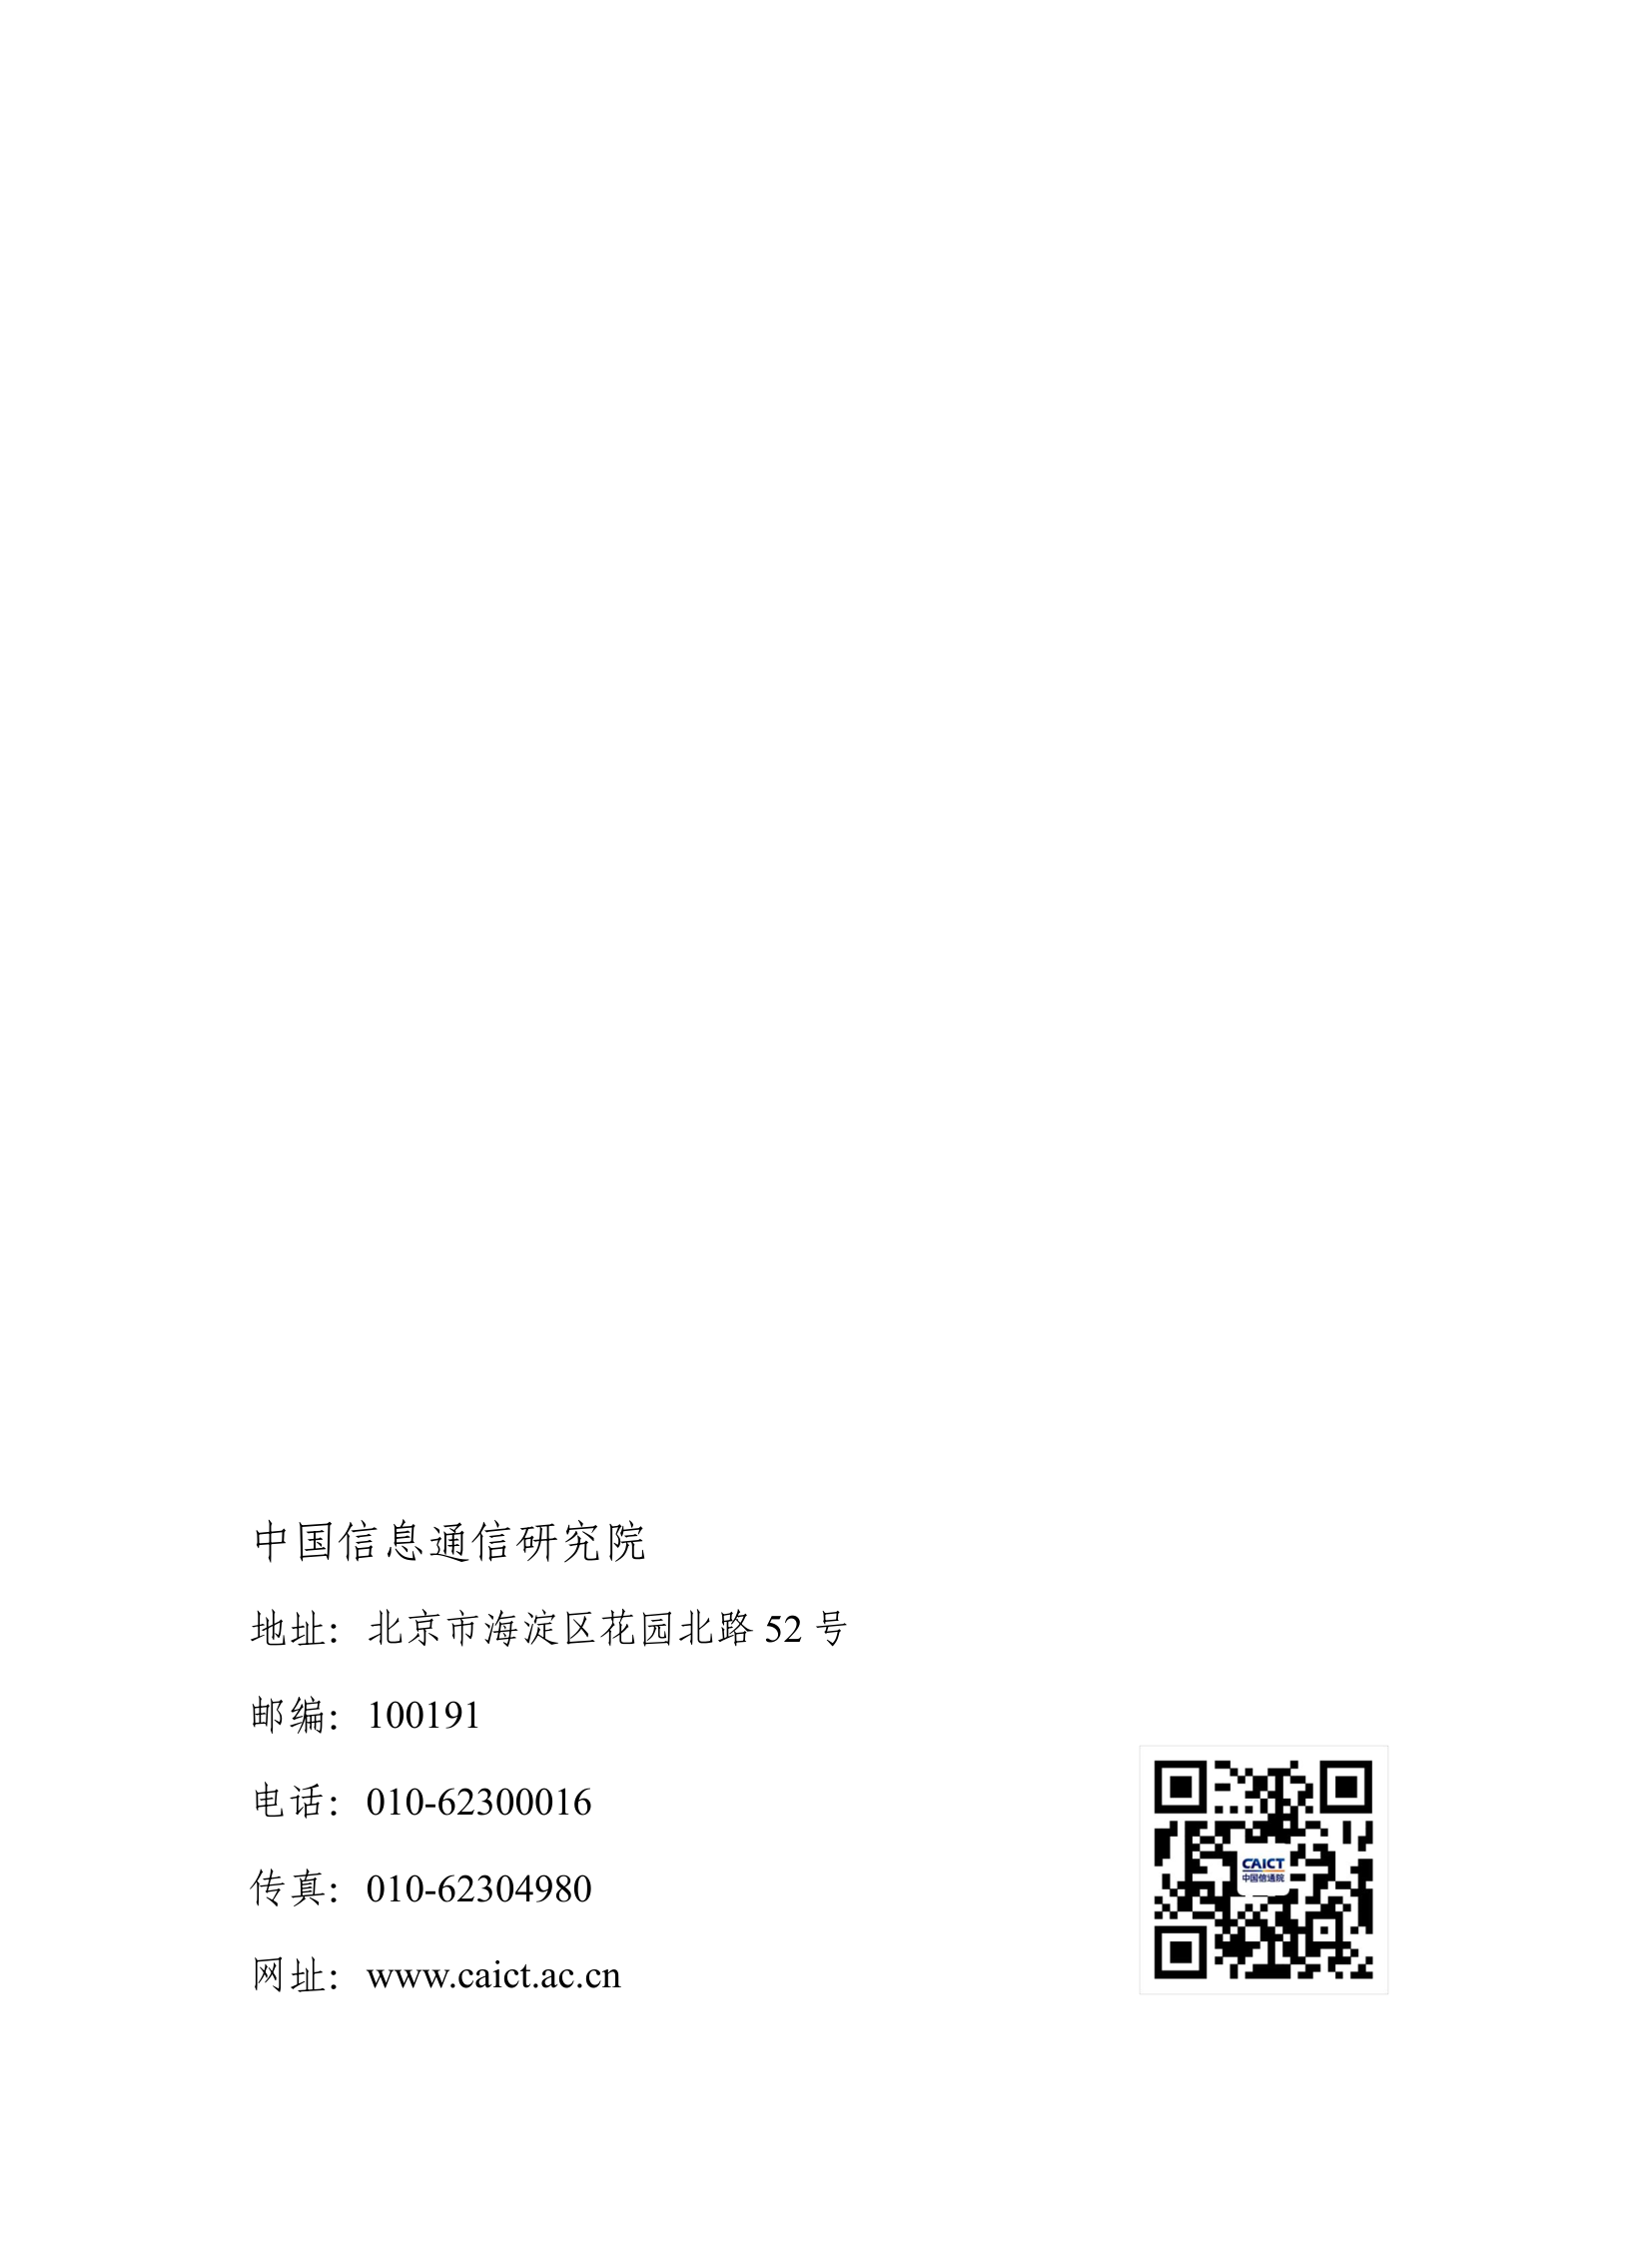 中国信息通信研究院
地址：北京市海淀区花园北路 52 号
邮编：100191
电话：010-62300016
传真：010-62304980
网址：www.caict.ac.cn
CAICT
中国信通院